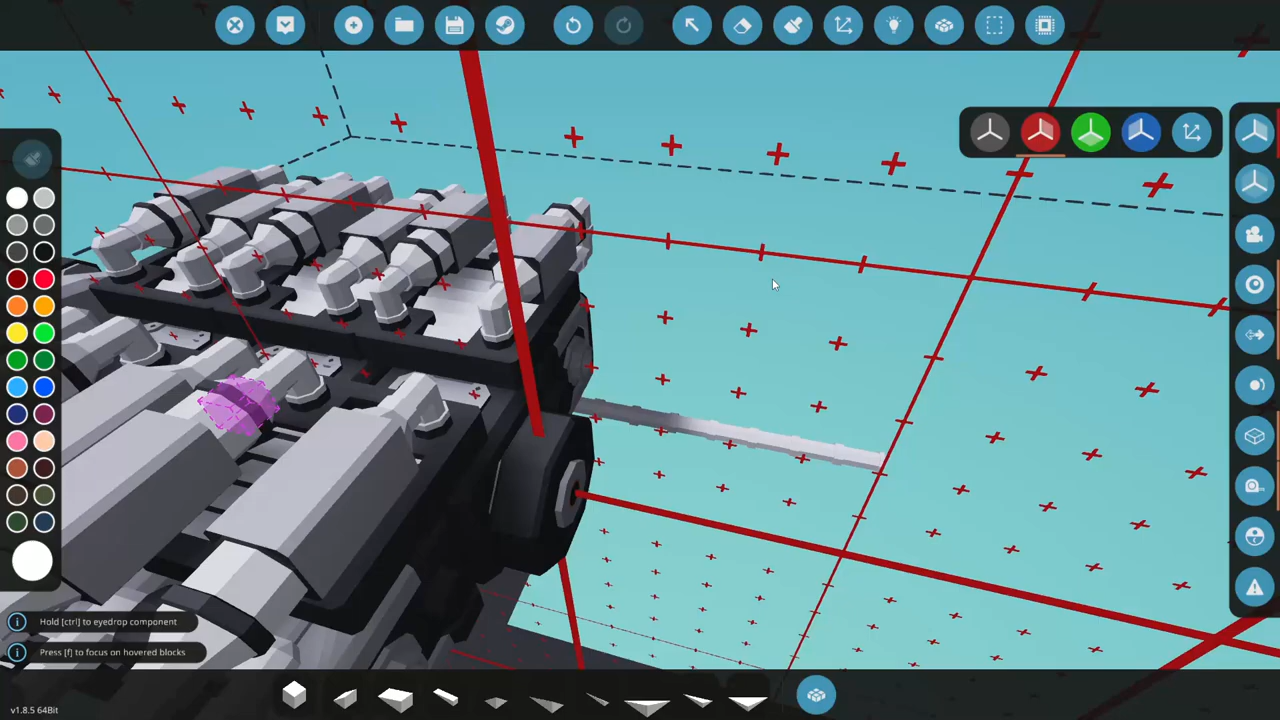 Hold [ctrl] to eyedrop component
Press [f] to focus on hovered blocks
v1.8.5 64Bit